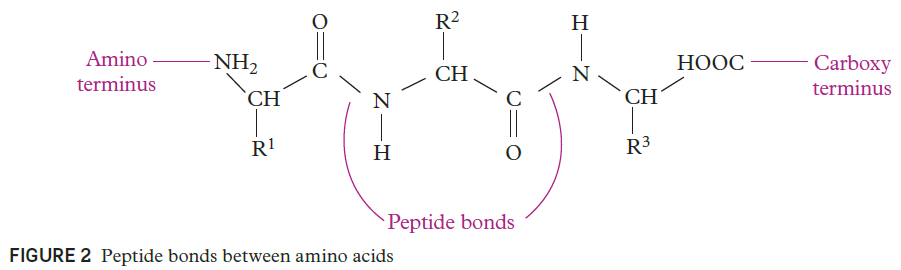 O R² H
Amino NH₂ C CH N HOOC Carboxy
terminus CH N C CH terminus
R¹ H O R³
Peptide bonds
FIGURE 2 Peptide bonds between amino acids